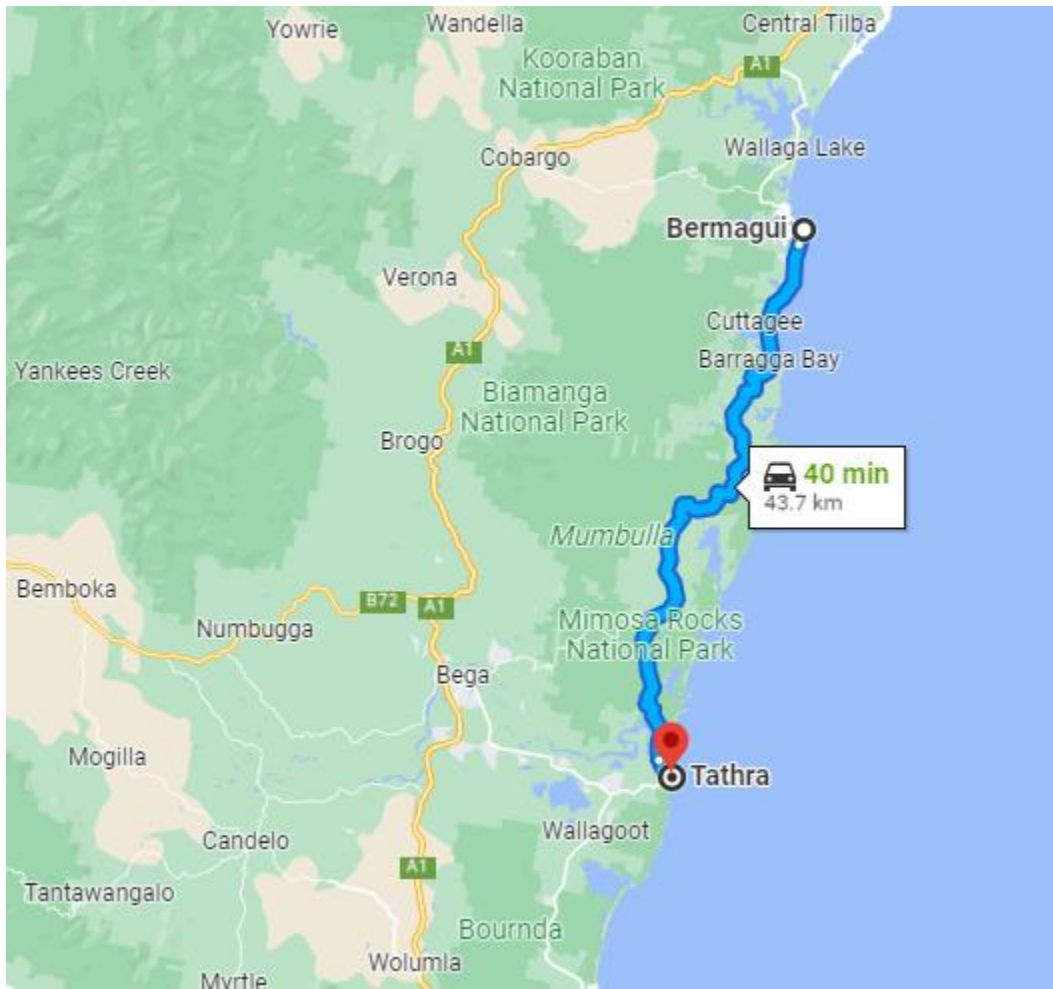 Yowrie
Wandella
Central Tilba
Kooraban
National Park
A1
Cobargo
Wallaga Lake
Bermagui
Verona
Cuttagee
A1
Barragga Bay
Yankees Creek
Biamanga
National Park
Brogo
40 min
43.7 km
Mumbulla
Bemboka
B72
A1
Numbugga
Mimosa Rocks
National Park
Bega
Mogilla
Tathra
Wallagoot
Candelo
A1
Tantawangalo
Bournda
Wolumla
Myrtle